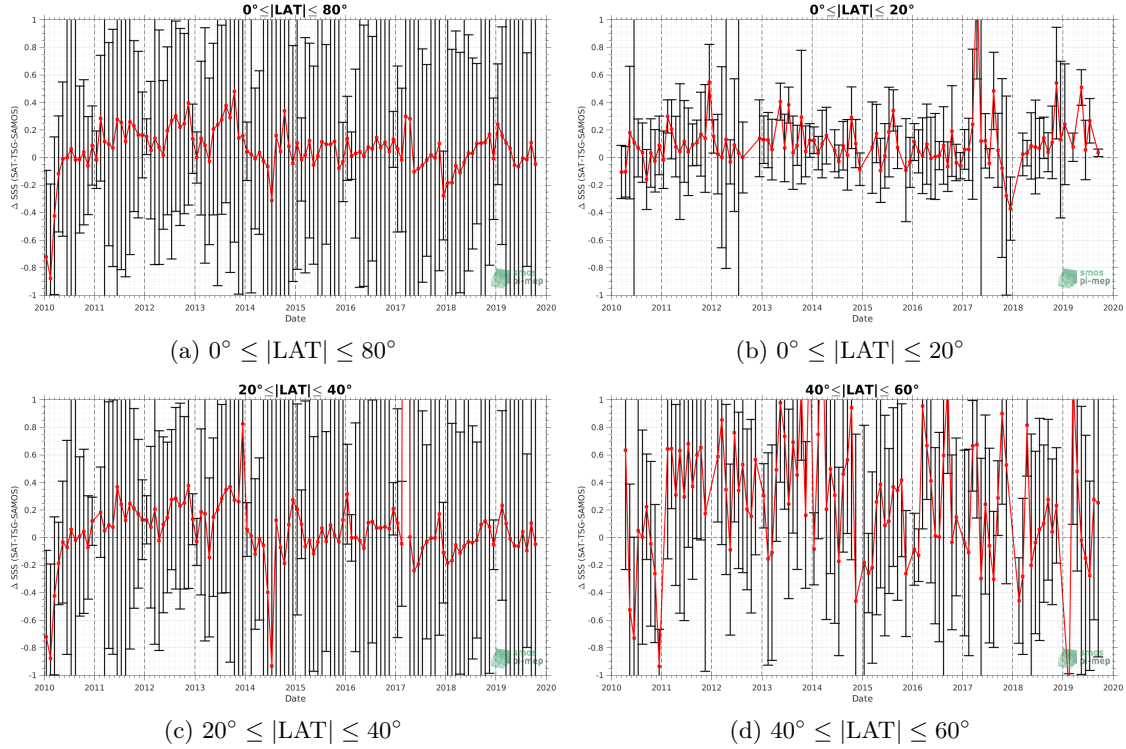 0°≤|LAT|≤ 80°
1
0.8
0.6
0.4
0.2
0
-0.2
-0.4
-0.6
-0.8
-1
Δ SSS (SAT-TSG-SAMOS)
2010 2011 2012 2013 2014 2015 2016 2017 2018 2019 2020
Date
smos
pi-mep
(a) 0° ≤ |LAT| ≤ 80°
0°≤|LAT|≤ 20°
1
0.8
0.6
0.4
0.2
0
-0.2
-0.4
-0.6
-0.8
-1
Δ SSS (SAT-TSG-SAMOS)
2010 2011 2012 2013 2014 2015 2016 2017 2018 2019 2020
Date
smos
pi-mep
(b) 0° ≤ |LAT| ≤ 20°
20°≤|LAT|≤ 40°
1
0.8
0.6
0.4
0.2
0
-0.2
-0.4
-0.6
-0.8
-1
Δ SSS (SAT-TSG-SAMOS)
2010 2011 2012 2013 2014 2015 2016 2017 2018 2019 2020
Date
smos
pi-mep
(c) 20° ≤ |LAT| ≤ 40°
40°≤|LAT|≤ 60°
1
0.8
0.6
0.4
0.2
0
-0.2
-0.4
-0.6
-0.8
-1
Δ SSS (SAT-TSG-SAMOS)
2010 2011 2012 2013 2014 2015 2016 2017 2018 2019 2020
Date
smos
pi-mep
(d) 40° ≤ |LAT| ≤ 60°